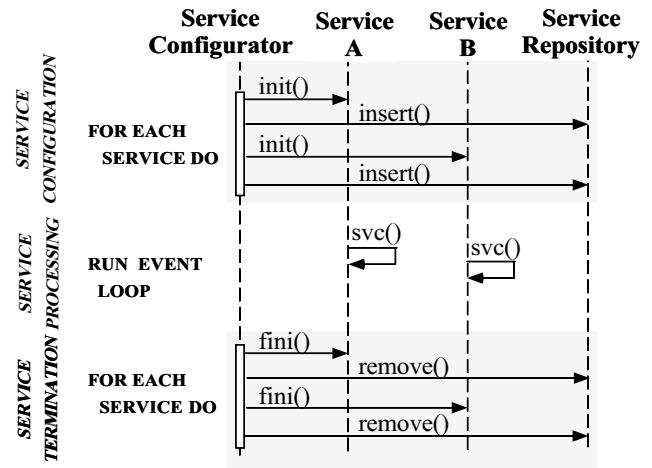 Service Configurator
Service A
Service B
Service Repository
SERVICE CONFIGURATION
FOR EACH
SERVICE DO
init()
insert()
init()
insert()
SERVICE PROCESSING
RUN EVENT
LOOP
svc()
svc()
SERVICE TERMINATION
FOR EACH
SERVICE DO
fini()
remove()
fini()
remove()